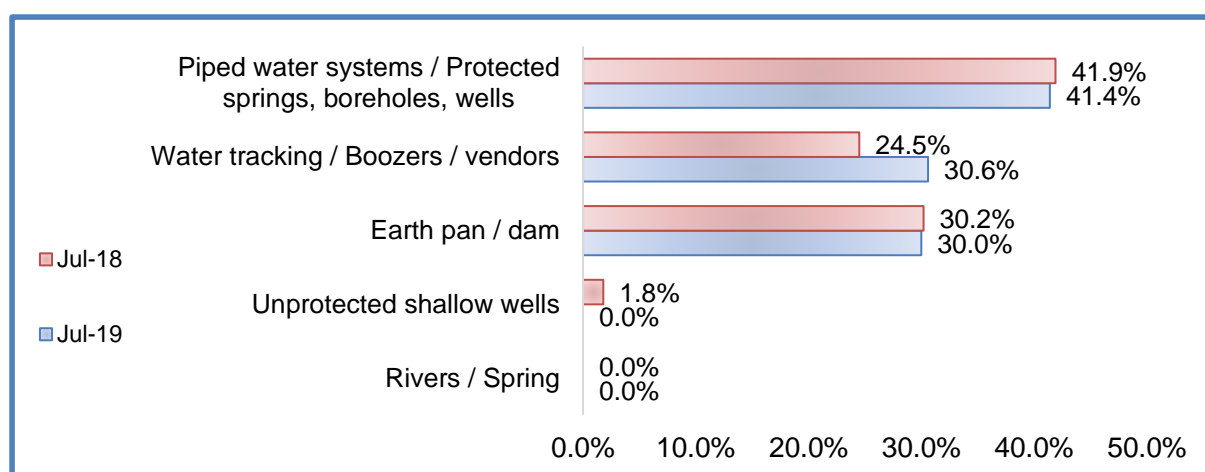 Piped water systems / Protected
springs, boreholes, wells
41.9%
41.4%
Water tracking / Boozers / vendors
24.5%
30.6%
Earth pan / dam
30.2%
30.0%
Jul-18
Unprotected shallow wells
1.8%
0.0%
Jul-19
Rivers / Spring
0.0%
0.0%
0.0% 10.0% 20.0% 30.0% 40.0% 50.0%